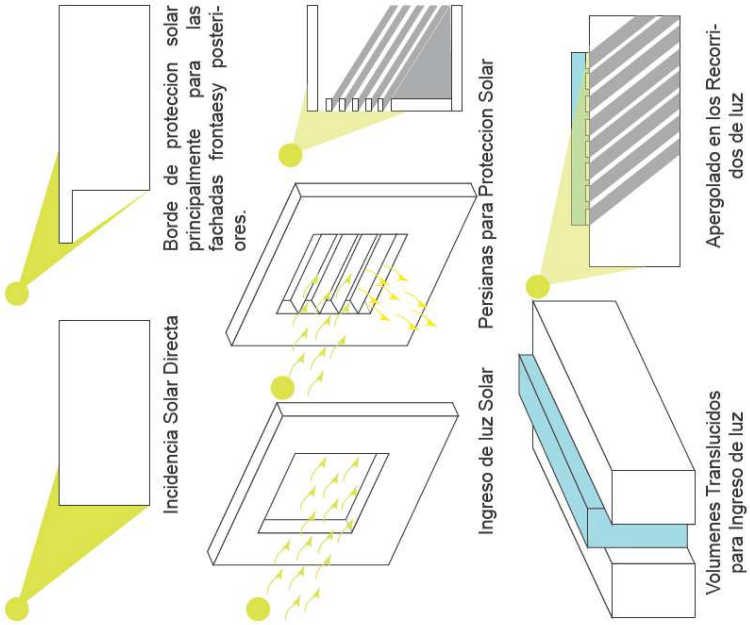 Incidencia Solar Directa
Borde de proteccion solar
principalmente para las
fachadas frontaesy posteri-
ores.
Ingreso de luz Solar
Persianas para Proteccion Solar
Volumenes Translucidos
para Ingreso de luz
Apergolado en los Recorri-
dos de luz